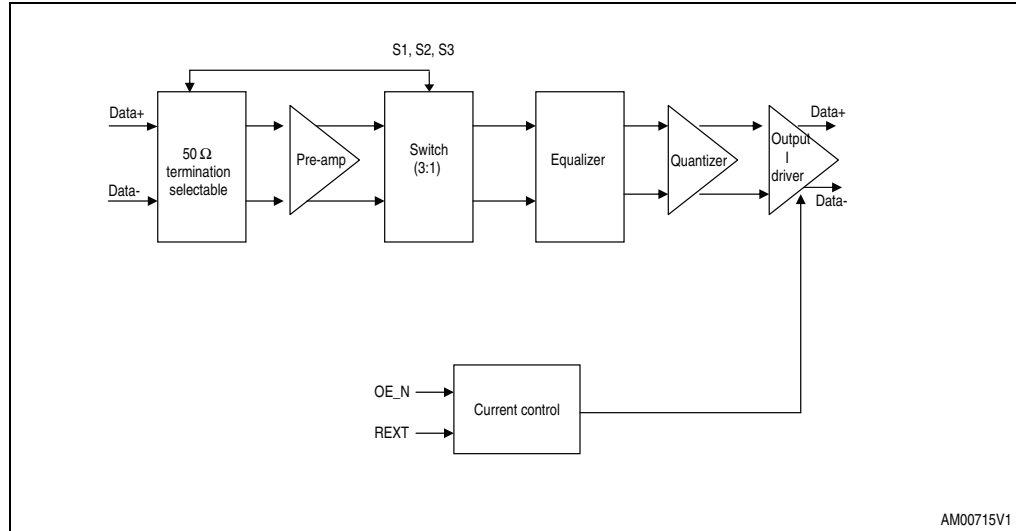 S1, S2, S3
Data+
Data-
50 Ω
termination
selectable
Pre-amp
Switch
(3:1)
Equalizer
Quantizer
Output
I
driver
Data+
Data-
OE_N
REXT
Current control
AM00715V1